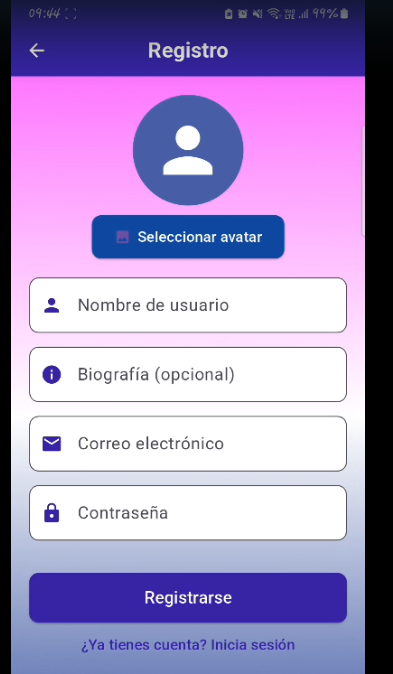 09:44
99%
Registro
Seleccionar avatar
Nombre de usuario
Biografía (opcional)
Correo electrónico
Contraseña
Registrarse
¿Ya tienes cuenta? Inicia sesión